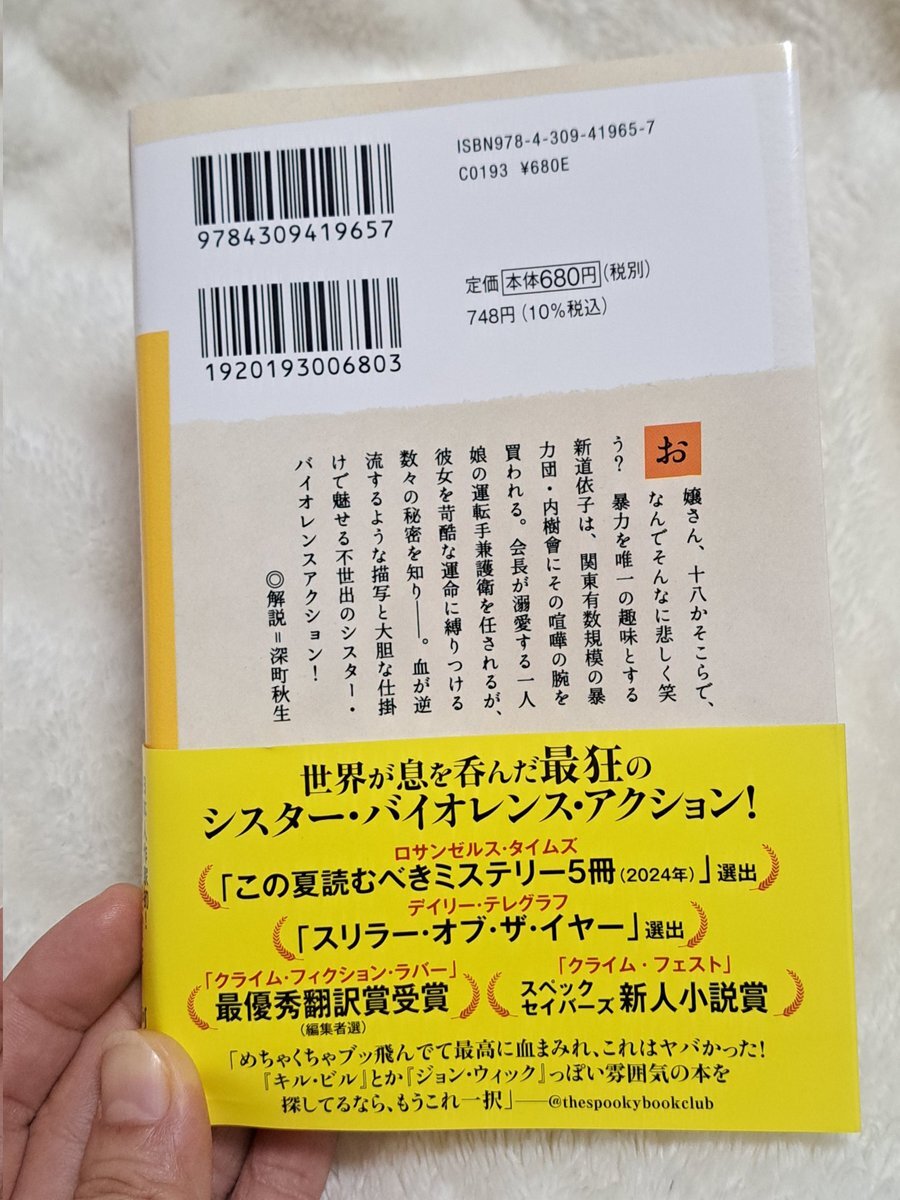 ISBN978-4-309-41965-7
C0193 ¥680E
9784309419657
定価 本体680円(税別)
748円(10%税込)
1920193006803
お嬢さん、十八かそこらで、
なんでそんなに悲しく笑
う？ 暴力を唯一の趣味とする
新道依子は、関東有数規模の暴
力団・内樹會にその喧嘩の腕を
買われる。会長が溺愛する一人
娘の運転手兼護衛を任されるが、
彼女を苛酷な運命に縛りつける
数々の秘密を知り――。血が逆
流するような描写と大胆な仕掛
けで魅せる不世出のシスター・
バイオレンスアクション！
◎解説＝深町秋生
世界が息を呑んだ最狂の
シスター・バイオレンス・アクション！
ロサンゼルス・タイムズ
「この夏読むべきミステリー5冊(2024年)」選出
デイリー・テレグラフ
「スリラー・オブ・ザ・イヤー」選出
「クライム・フィクション・ラバー」
最優秀翻訳賞受賞
(編集者選)
「クライム・フェスト」
スペック
セイバーズ 新人小説賞
「めちゃくちゃブッ飛んでて最高に血まみれ、これはヤバかった！
『キル・ビル』とか『ジョン・ウィック』っぽい雰囲気の本を
探してるなら、もうこれ一択」――@thespookybookclub